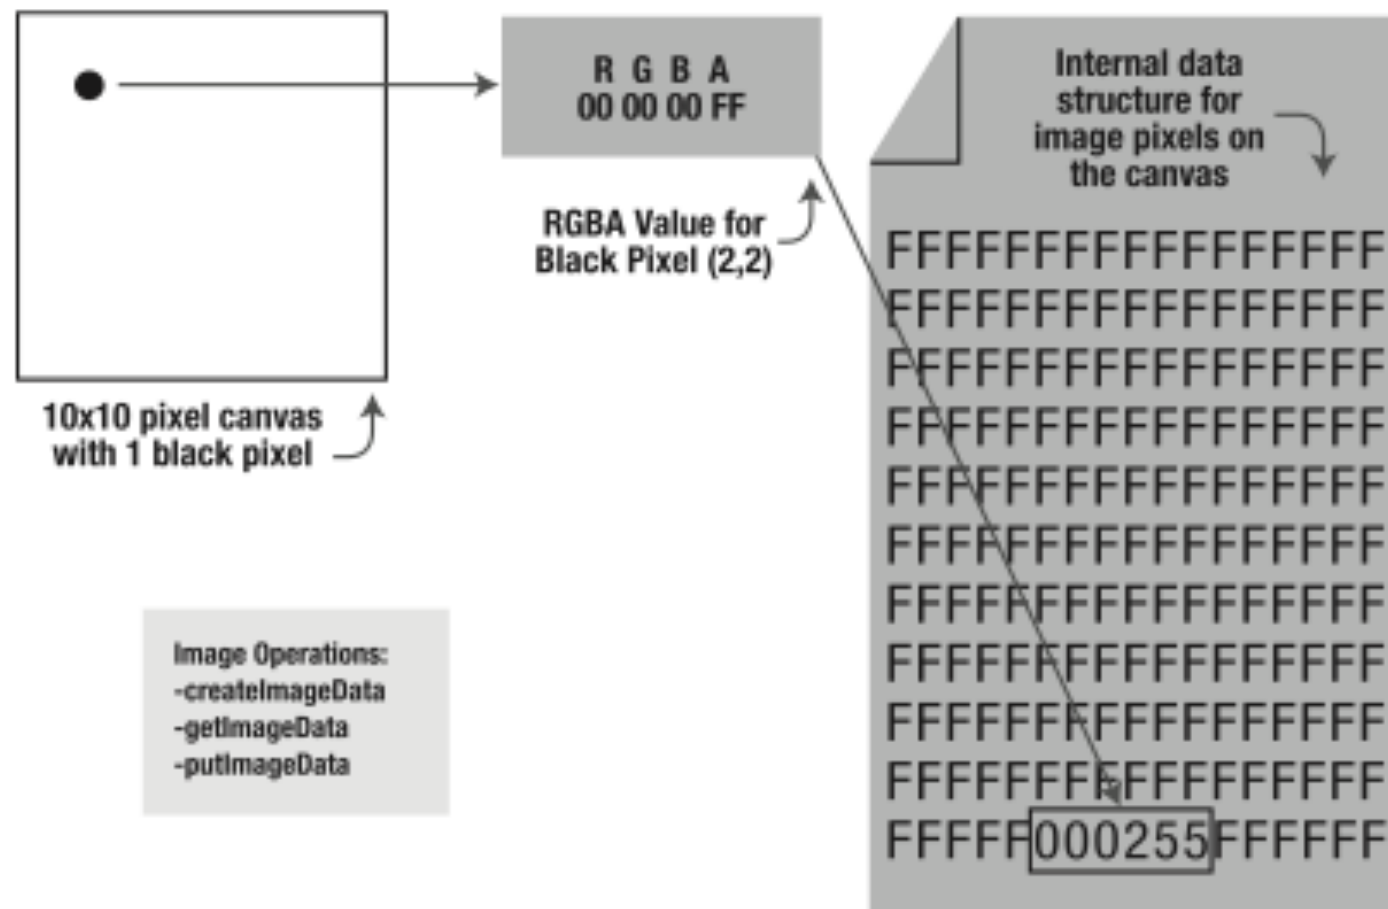 R G B A
00 00 00 FF
RGBA Value for
Black Pixel (2,2)
10x10 pixel canvas
with 1 black pixel
Image Operations:
-createImageData
-getImageData
-putImageData
Internal data
structure for
image pixels on
the canvas
FFFFFFFFFFFFFFFFF
FFFFFFFFFFFFFFFFF
FFFFFFFFFFFFFFFFF
FFFFFFFFFFFFFFFFF
FFFFFFFFFFFFFFFFF
FFFFFFFFFFFFFFFFF
FFFFFFFFFFFFFFFFF
FFFFFFFFFFFFFFFFF
FFFFFFFFFFFFFFFFF
FFFFFFFFFFFFFFFFF
FFFFF000255FFFFFF